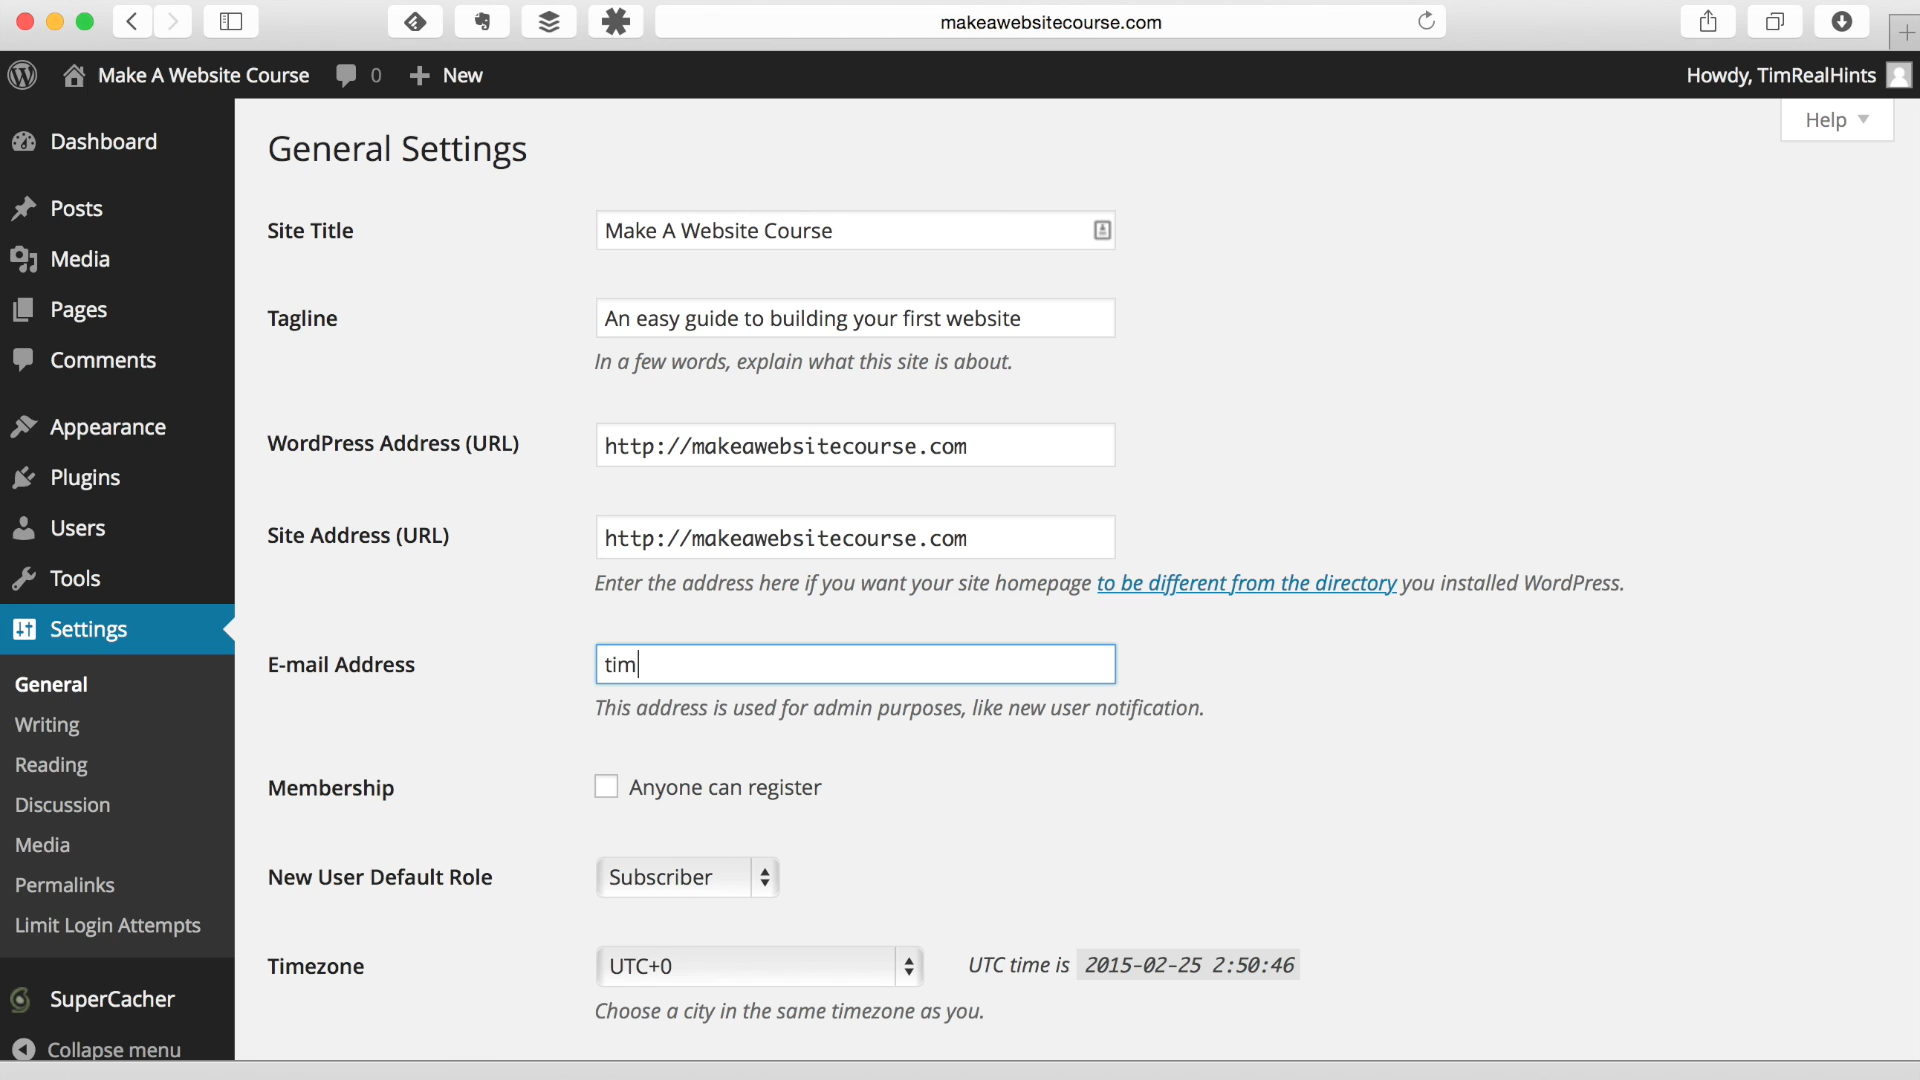 makeawebsitecourse.com
Make A Website Course 0 New Howdy, TimRealHints
Help
Dashboard
Posts
Media
Pages
Comments
Appearance
Plugins
Users
Tools
Settings
General
Writing
Reading
Discussion
Media
Permalinks
Limit Login Attempts
SuperCacher
Collapse menu
General Settings
Site Title Make A Website Course
Tagline An easy guide to building your first website
In a few words, explain what this site is about.
WordPress Address (URL) http://makeawebsitecourse.com
Site Address (URL) http://makeawebsitecourse.com
Enter the address here if you want your site homepage to be different from the directory you installed WordPress.
E-mail Address tim
This address is used for admin purposes, like new user notification.
Membership Anyone can register
New User Default Role Subscriber
Timezone UTC+0 UTC time is 2015-02-25 2:50:46
Choose a city in the same timezone as you.